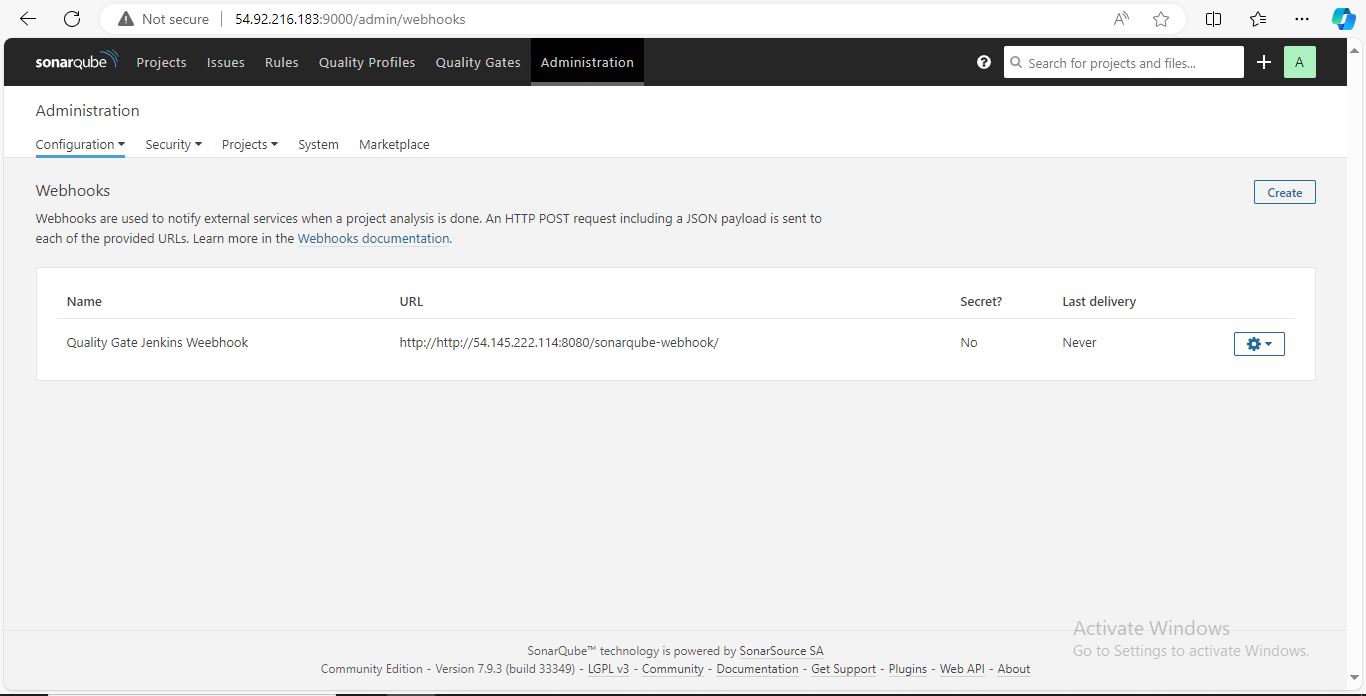 Not secure 54.92.216.183:9000/admin/webhooks
sonarqube Projects Issues Rules Quality Profiles Quality Gates Administration ? Search for projects and files... + A
Administration
Configuration Security Projects System Marketplace
Webhooks
Create
Webhooks are used to notify external services when a project analysis is done. An HTTP POST request including a JSON payload is sent to
each of the provided URLs. Learn more in the Webhooks documentation.
Name URL Secret? Last delivery
Quality Gate Jenkins Weebhook http://http://54.145.222.114:8080/sonarqube-webhook/ No Never
Activate Windows
Go to Settings to activate Windows.
SonarQube™ technology is powered by SonarSource SA
Community Edition - Version 7.9.3 (build 33349) - LGPL v3 - Community - Documentation - Get Support - Plugins - Web API - About